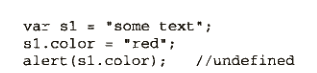 var s1 = "some text";
s1.color = "red";
alert(s1.color);    //undefined